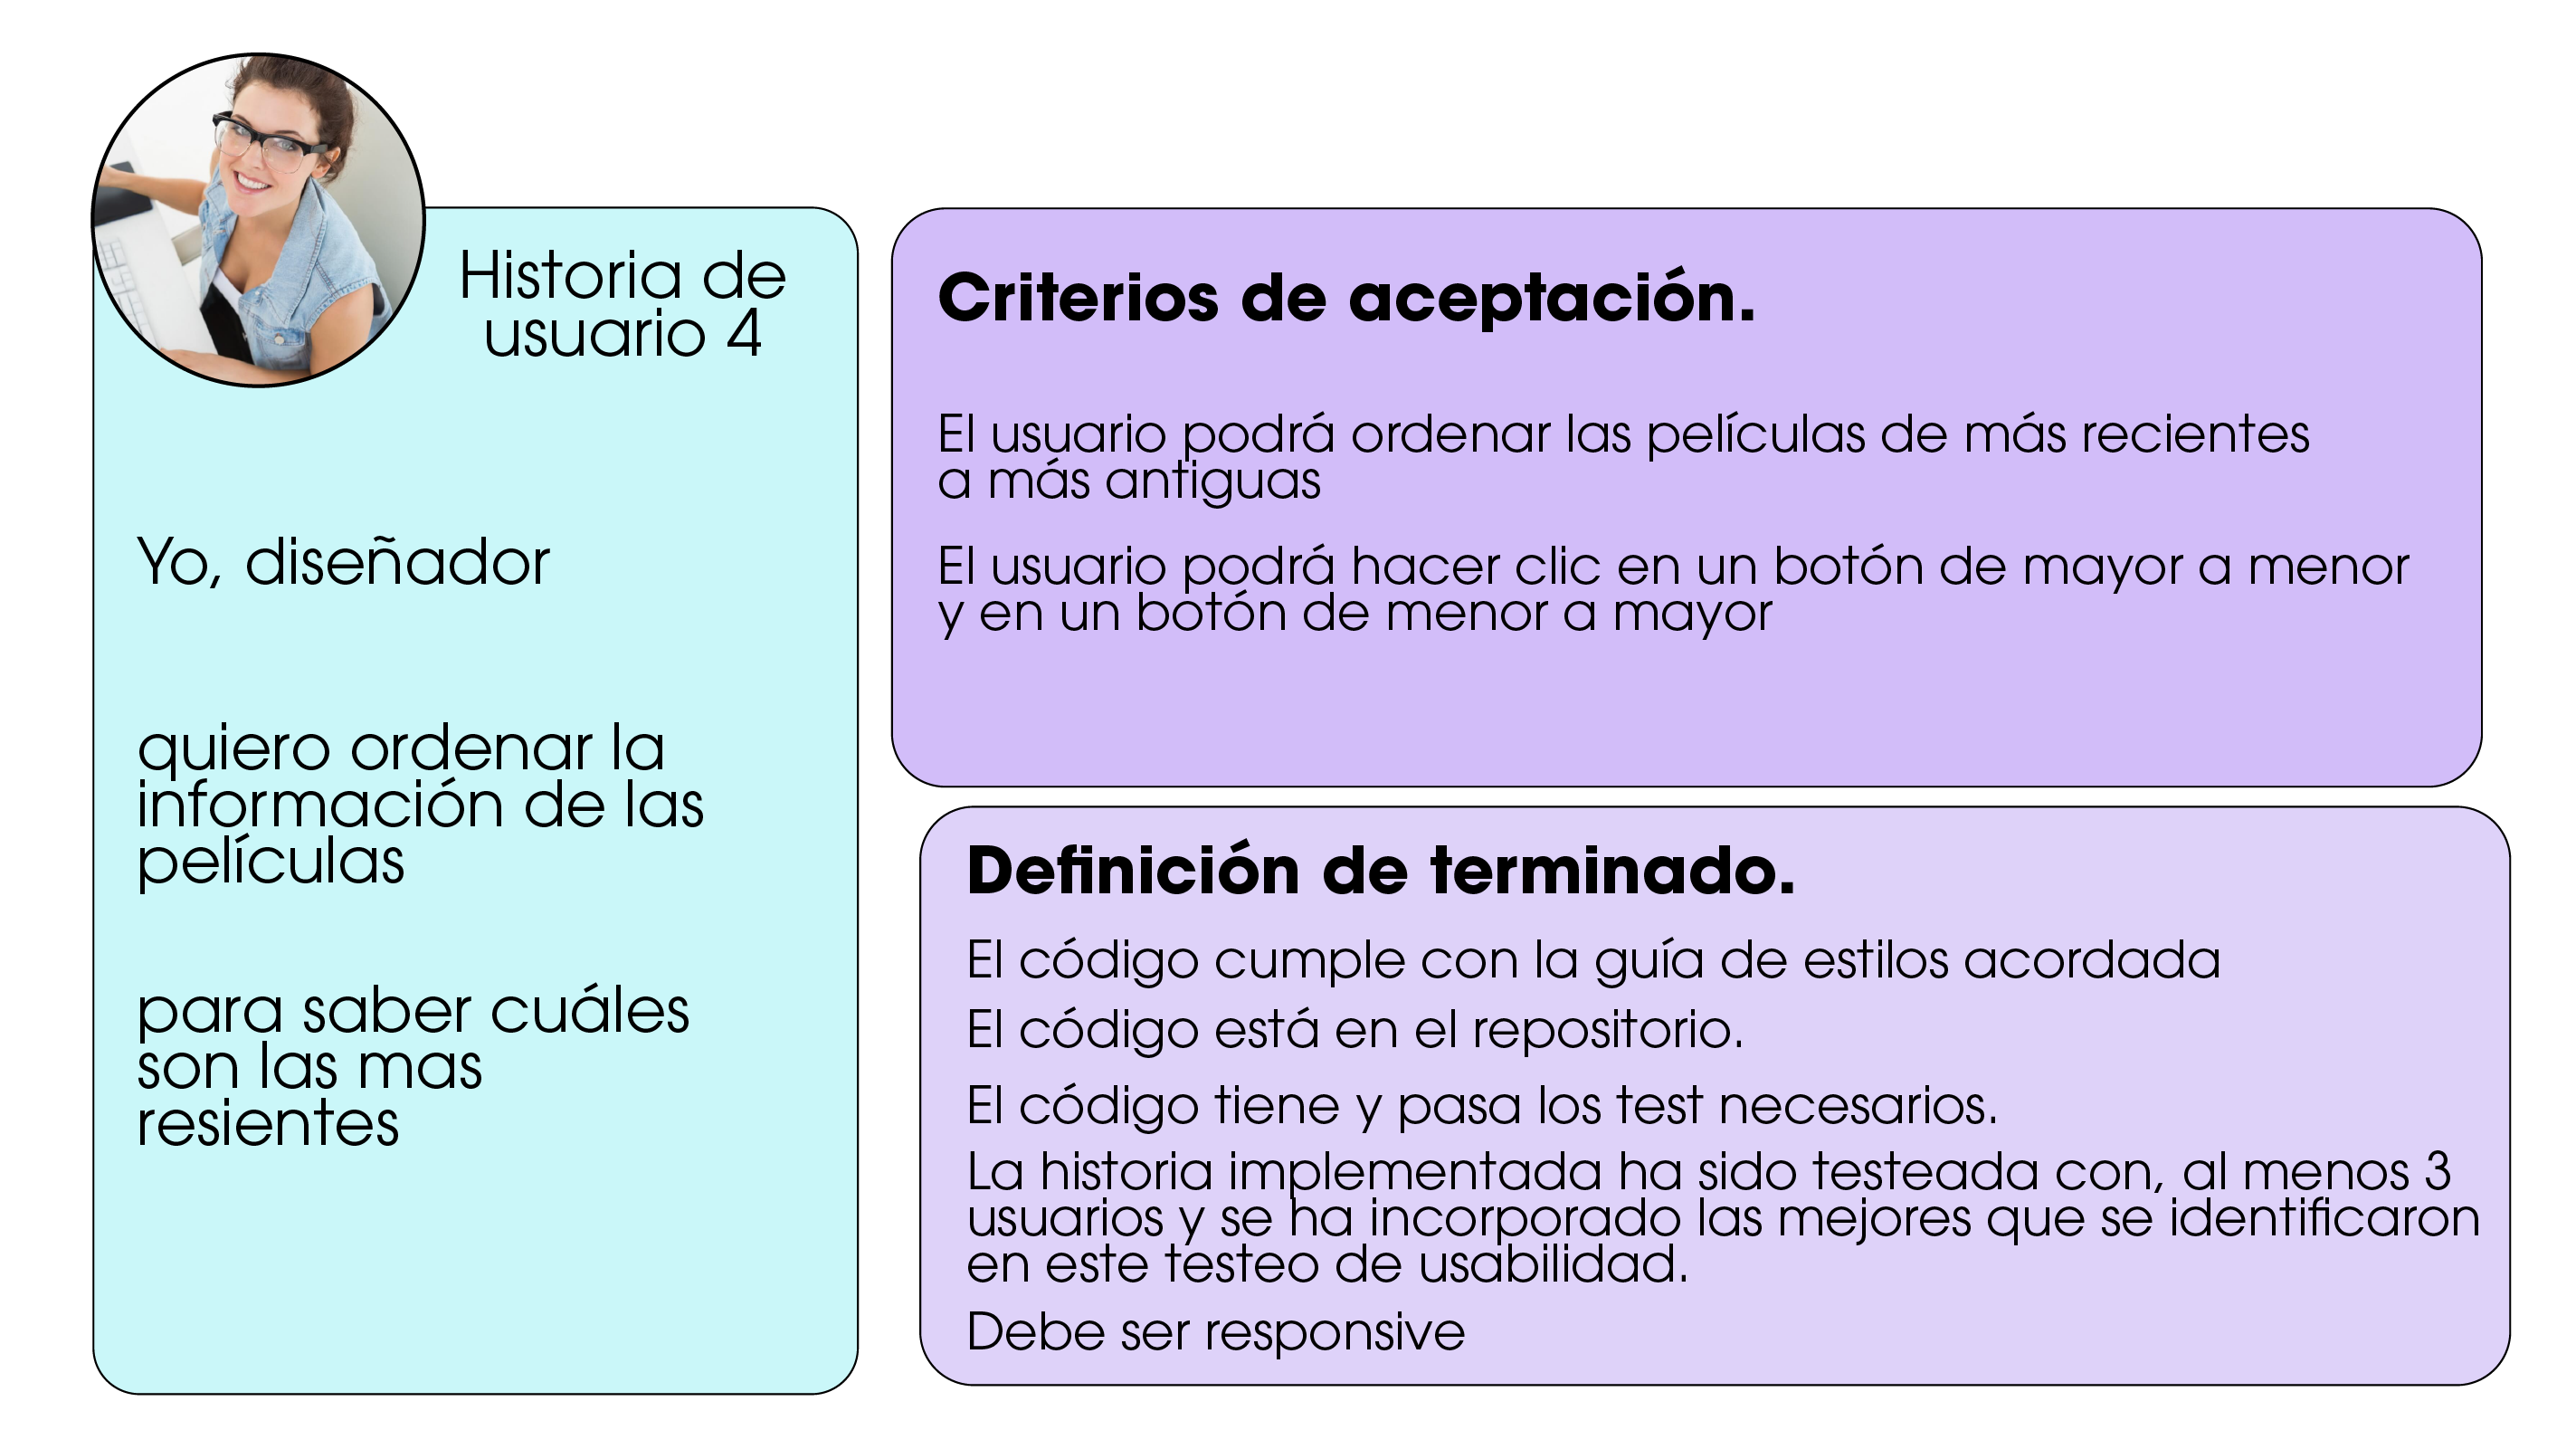 Historia de
usuario 4
Yo, diseñador
quiero ordenar la
información de las
películas
para saber cuáles
son las mas
resientes
Criterios de aceptación.
El usuario podrá ordenar las películas de más recientes
a más antiguas
El usuario podrá hacer clic en un botón de mayor a menor
y en un botón de menor a mayor
Definición de terminado.
El código cumple con la guía de estilos acordada
El código está en el repositorio.
El código tiene y pasa los test necesarios.
La historia implementada ha sido testeada con, al menos 3
usuarios y se ha incorporado las mejores que se identificaron
en este testeo de usabilidad.
Debe ser responsive